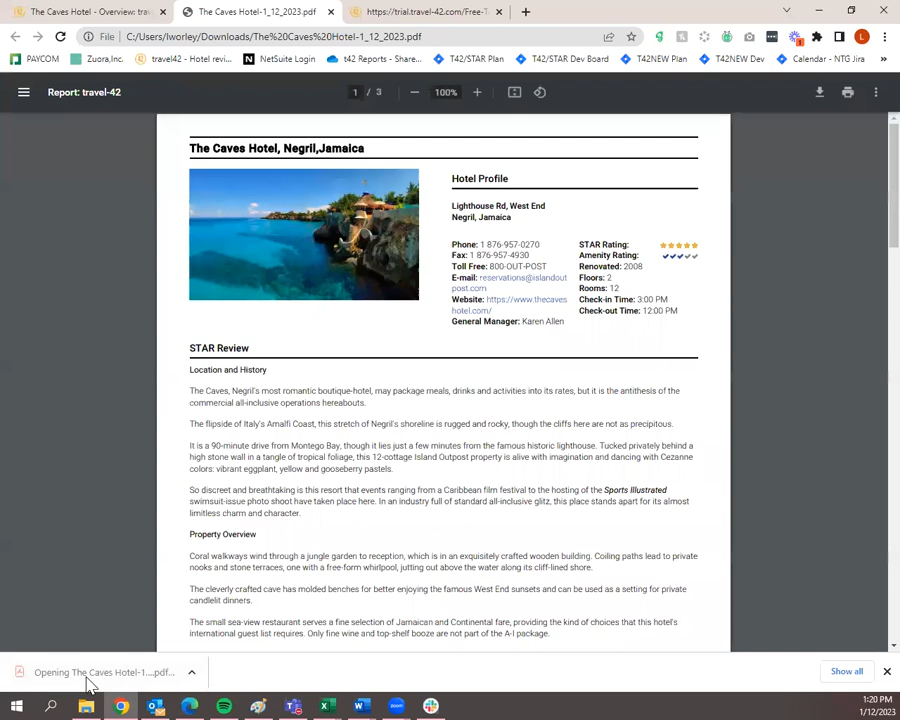 The Caves Hotel - Overview: trav
The Caves Hotel-1_12_2023.pdf
https://trial.travel-42.com/Free-T
File C:/Users/lworley/Downloads/The%20Caves%20Hotel-1_12_2023.pdf
PAYCOM
Zuora,Inc.
travel42 - Hotel revi...
NetSuite Login
t42 Reports - Share...
T42/STAR Plan
T42/STAR Dev Board
T42NEW Plan
T42NEW Dev
Calendar - NTG Jira
»
Report: travel-42
1 / 3
100%
The Caves Hotel, Negril,Jamaica
Hotel Profile
Lighthouse Rd, West End
Negril, Jamaica
Phone: 1 876-957-0270
Fax: 1 876-957-4930
Toll Free: 800-OUT-POST
E-mail: reservations@islandout
post.com
Website: https://www.thecaves
hotel.com/
General Manager: Karen Allen
STAR Rating:
Amenity Rating:
Renovated: 2008
Floors: 2
Rooms: 12
Check-in Time: 3:00 PM
Check-out Time: 12:00 PM
STAR Review
Location and History
The Caves, Negril's most romantic boutique-hotel, may package meals, drinks and activities into its rates, but it is the antithesis of the
commercial all-inclusive operations hereabouts.
The flipside of Italy's Amalfi Coast, this stretch of Negril's shoreline is rugged and rocky, though the cliffs here are not as precipitous.
It is a 90-minute drive from Montego Bay, though it lies just a few minutes from the famous historic lighthouse. Tucked privately behind a
high stone wall in a tangle of tropical foliage, this 12-cottage Island Outpost property is alive with imagination and dancing with Cezanne
colors: vibrant eggplant, yellow and gooseberry pastels.
So discreet and breathtaking is this resort that events ranging from a Caribbean film festival to the hosting of the Sports Illustrated
swimsuit-issue photo shoot have taken place here. In an industry full of standard all-inclusive glitz, this place stands apart for its almost
limitless charm and character.
Property Overview
Coral walkways wind through a jungle garden to reception, which is in an exquisitely crafted wooden building. Coiling paths lead to private
nooks and stone terraces, one with a free-form whirlpool, jutting out above the water along its cliff-lined shore.
The cleverly crafted cave has molded benches for better enjoying the famous West End sunsets and can be used as a setting for private
candlelit dinners.
The small sea-view restaurant serves a fine selection of Jamaican and Continental fare, providing the kind of choices that this hotel's
international guest list requires. Only fine wine and top-shelf booze are not part of the A-I package.
Opening The Caves Hotel-1....pdf...
Show all
1:20 PM
1/12/2023